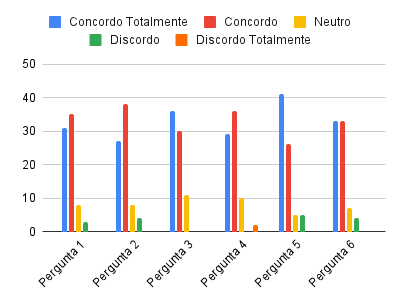 Concordo Totalmente Concordo Neutro
Discordo Discordo Totalmente
50
40
30
20
10
0
Pergunta 1 Pergunta 2 Pergunta 3 Pergunta 4 Pergunta 5 Pergunta 6